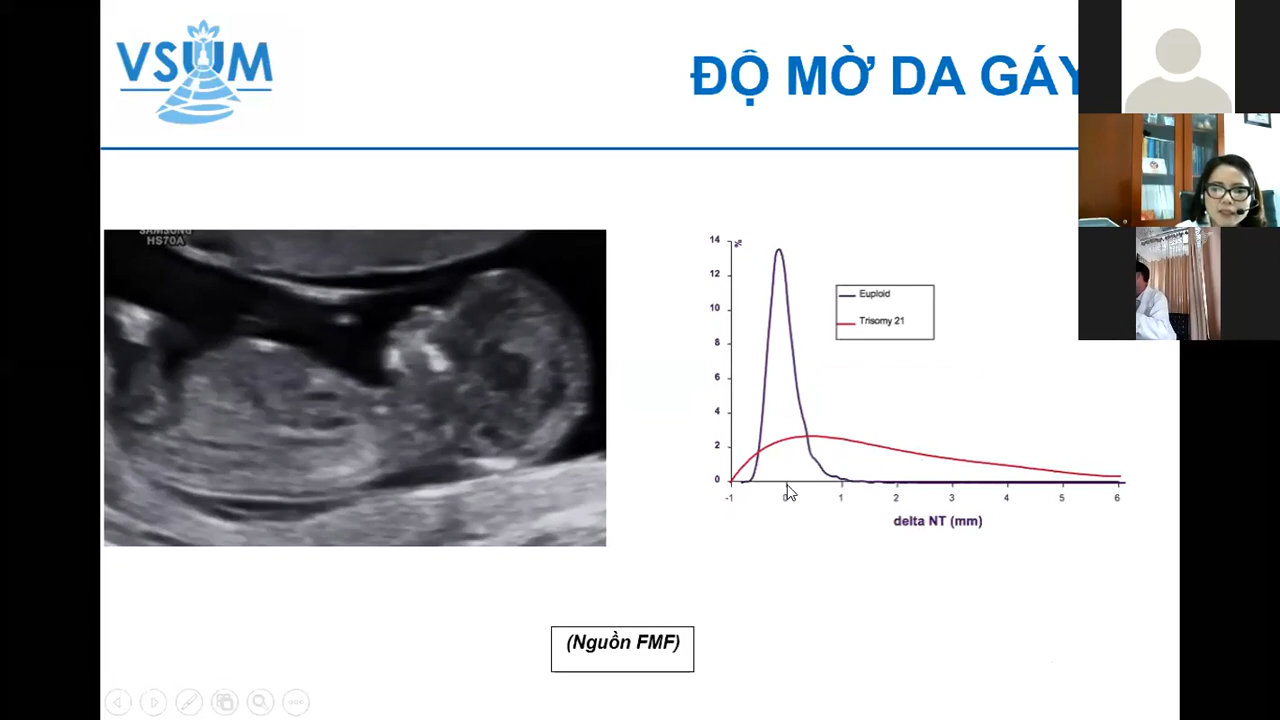 VSUM
ĐỘ MỜ DA GÁY
SAMSUNG
HS70A
14
%
12
10
8
6
4
2
0
Euploid
Trisomy 21
-1
0
1
2
3
4
5
6
delta NT (mm)
(Nguồn FMF)